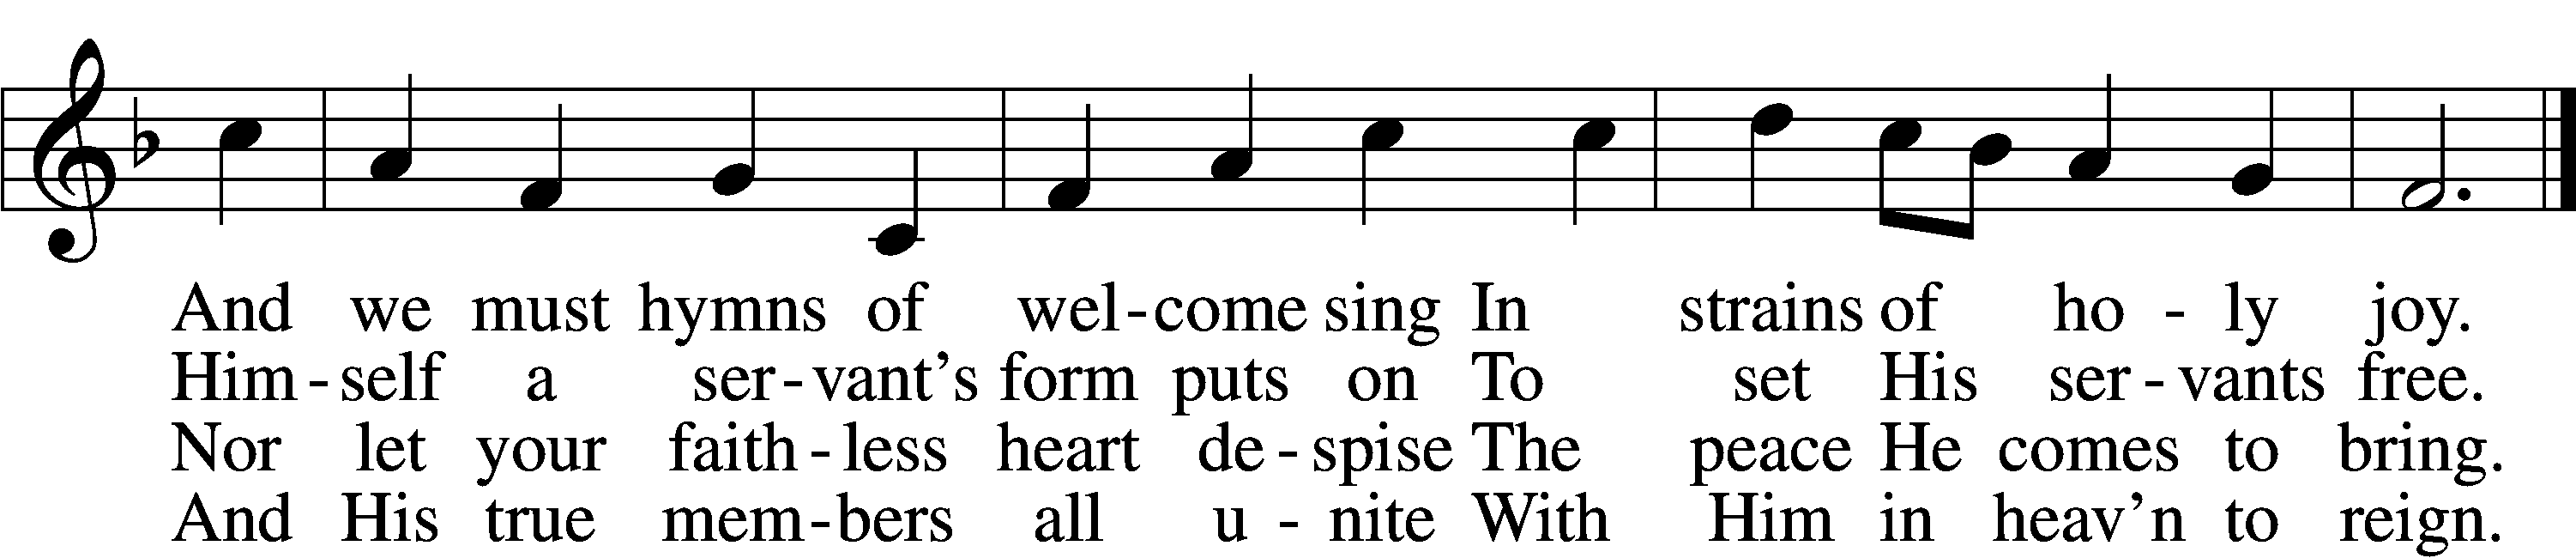 And we must hymns of wel-come sing In strains of ho - ly joy.
Him-self a ser-vant's form puts on To set His ser-vants free.
Nor let your faith-less heart de-spise The peace He comes to bring.
And His true mem-bers all u - nite With Him in heav'n to reign.